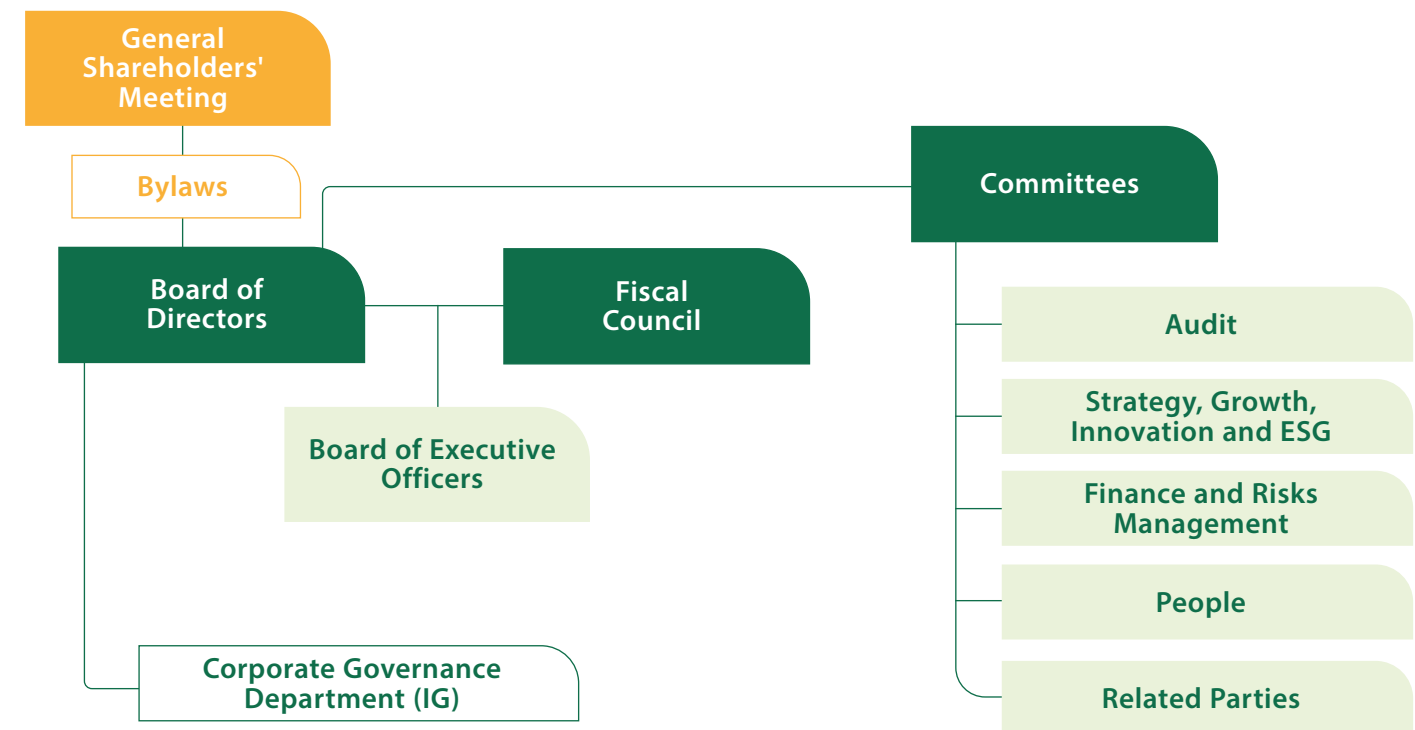 General
Shareholders'
Meeting
Bylaws
Committees
Board of
Directors
Fiscal
Council
Audit
Strategy, Growth,
Innovation and ESG
Board of Executive
Officers
Finance and Risks
Management
People
Corporate Governance
Department (IG)
Related Parties